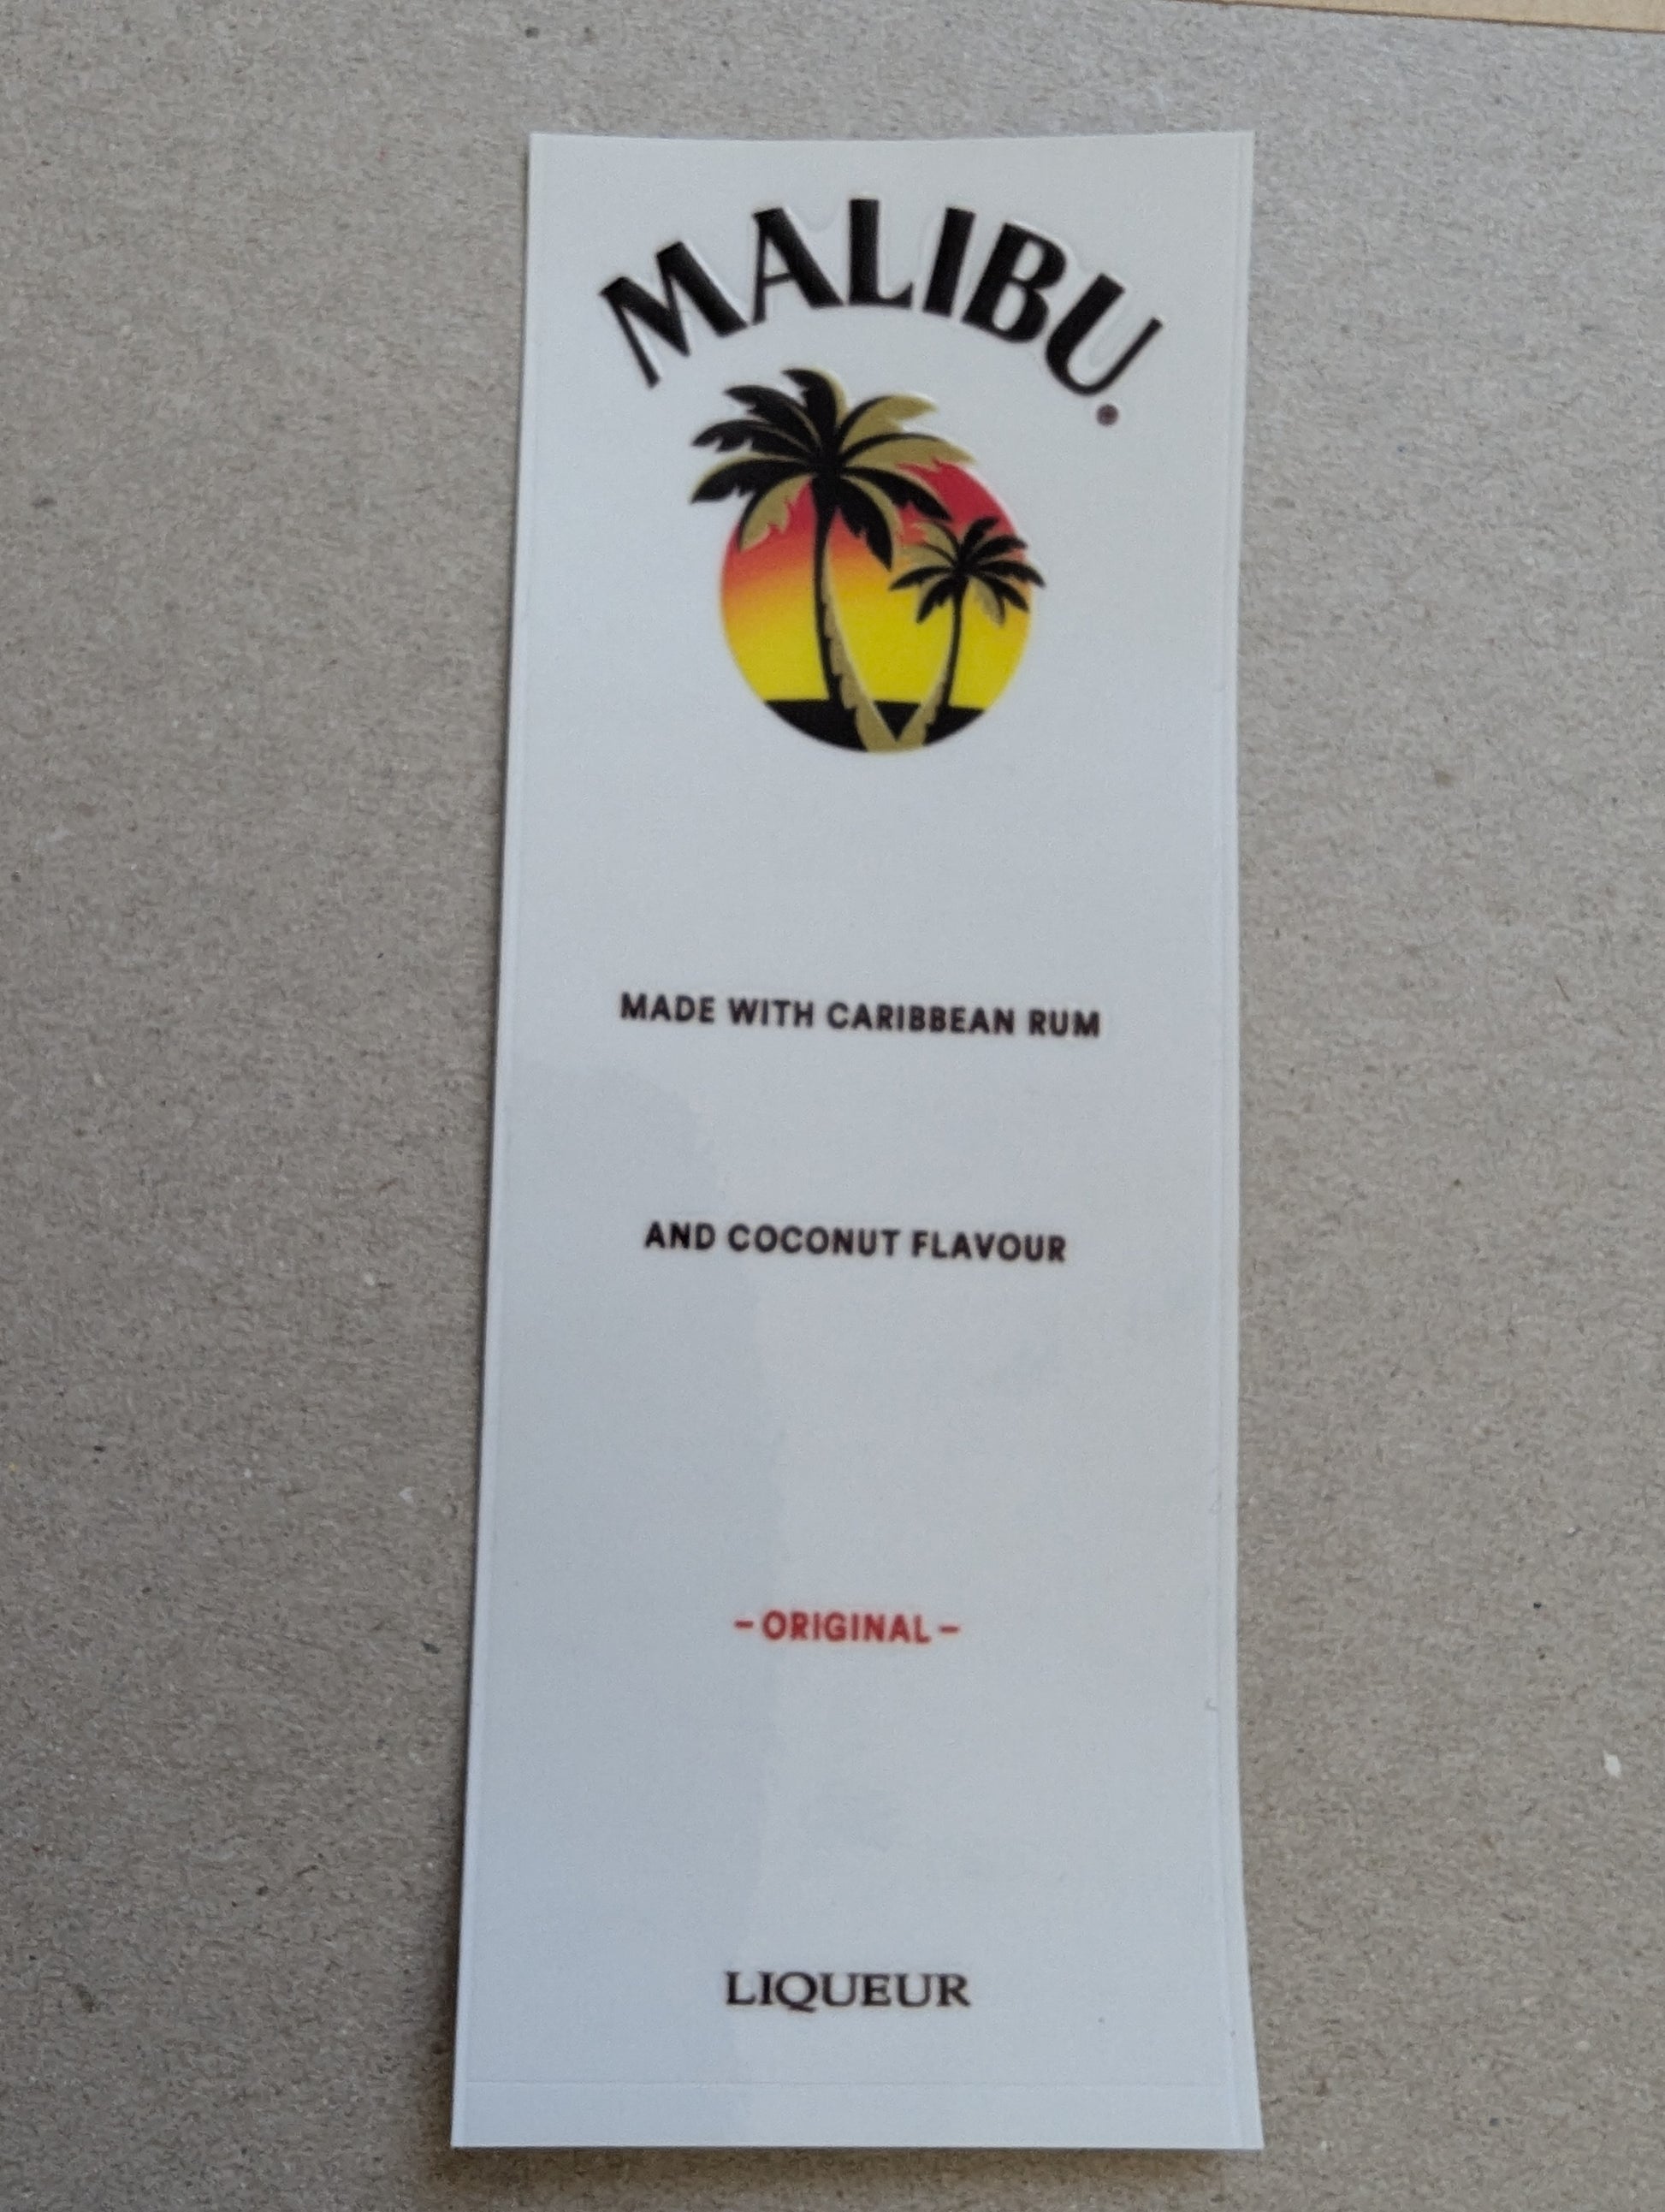 MALIBU
MADE WITH CARIBBEAN RUM
AND COCONUT FLAVOUR
– ORIGINAL –
LIQUEUR